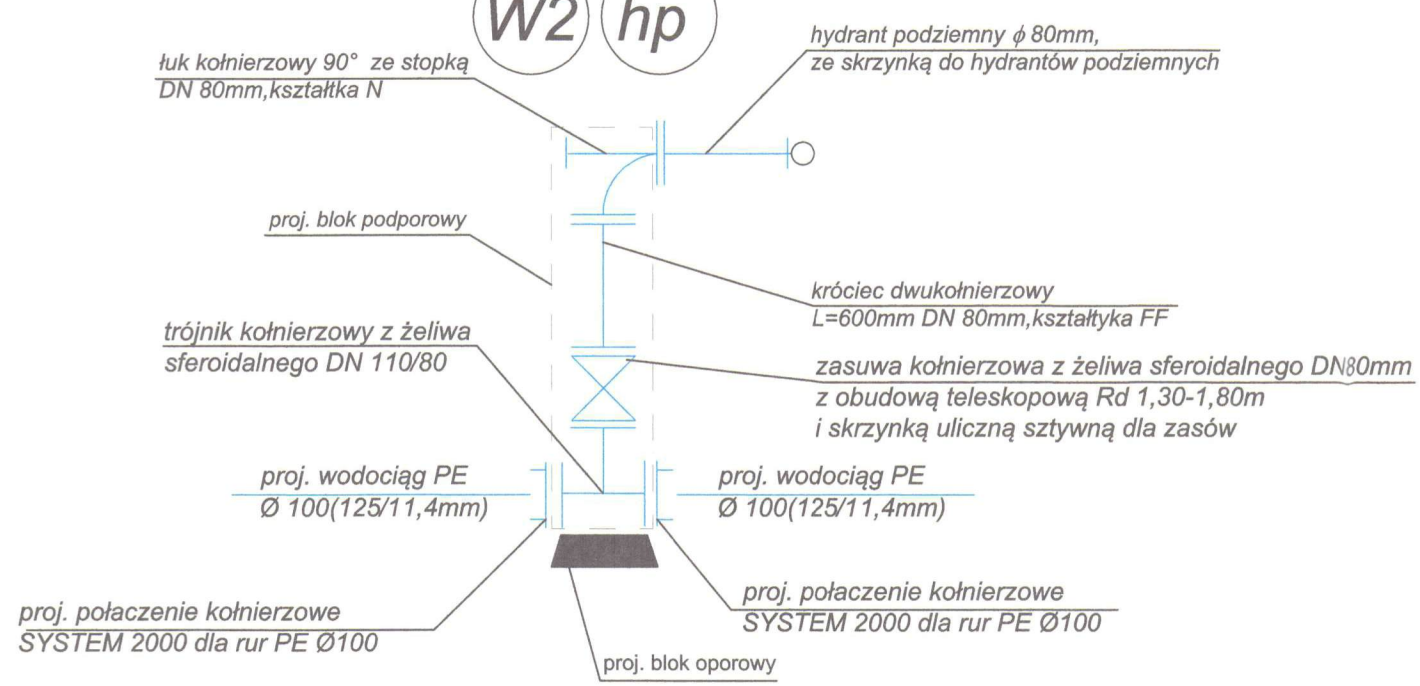 W2 hp
łuk kołnierzowy 90° ze stopką
DN 80mm,kształtka N
hydrant podziemny ϕ 80mm,
ze skrzynką do hydrantów podziemnych
proj. blok podporowy
króciec dwukołnierzowy
L=600mm DN 80mm,kształtyka FF
trójnik kołnierzowy z żeliwa
sferoidalnego DN 110/80
zasuwa kołnierzowa z żeliwa sferoidalnego DN80mm
z obudową teleskopową Rd 1,30-1,80m
i skrzynką uliczną sztywną dla zasów
proj. wodociąg PE
Ø 100(125/11,4mm)
proj. wodociąg PE
Ø 100(125/11,4mm)
proj. połaczenie kołnierzowe
SYSTEM 2000 dla rur PE Ø100
proj. połaczenie kołnierzowe
SYSTEM 2000 dla rur PE Ø100
proj. blok oporowy